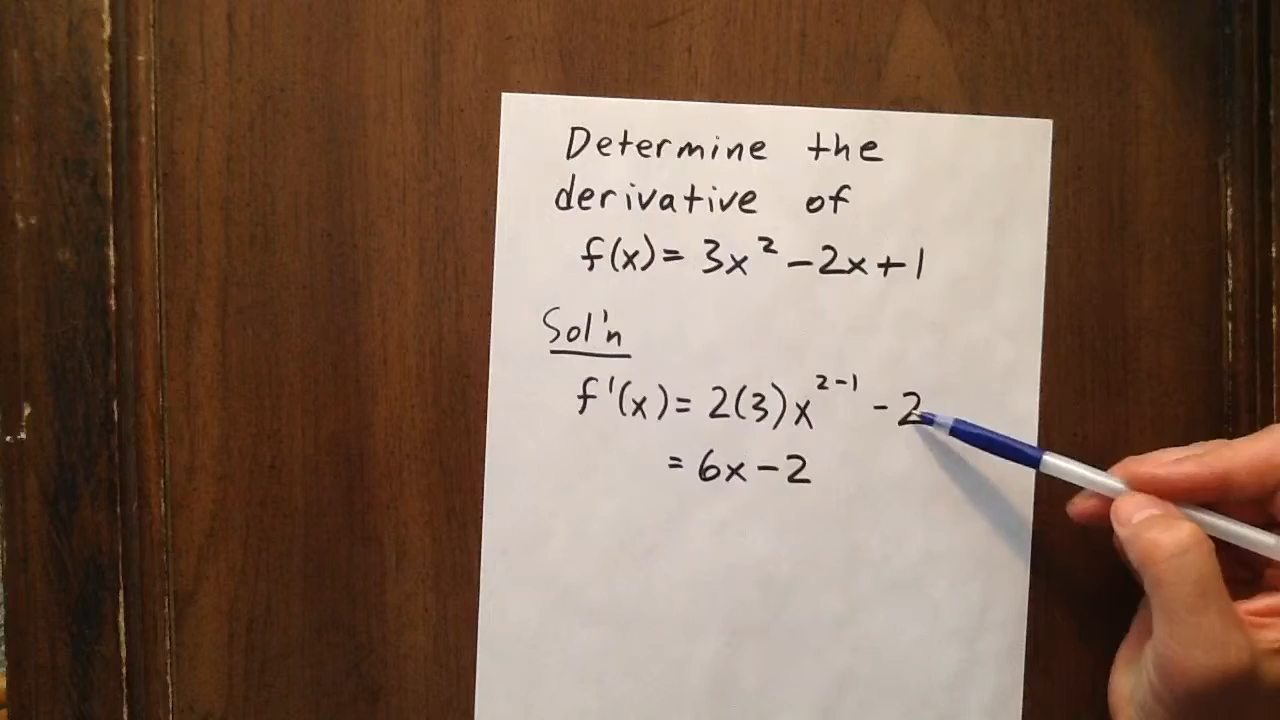 Determine the
derivative of
f(x) = 3x² - 2x + 1
Sol'n
f'(x) = 2(3)x²⁻¹ - 2
= 6x - 2